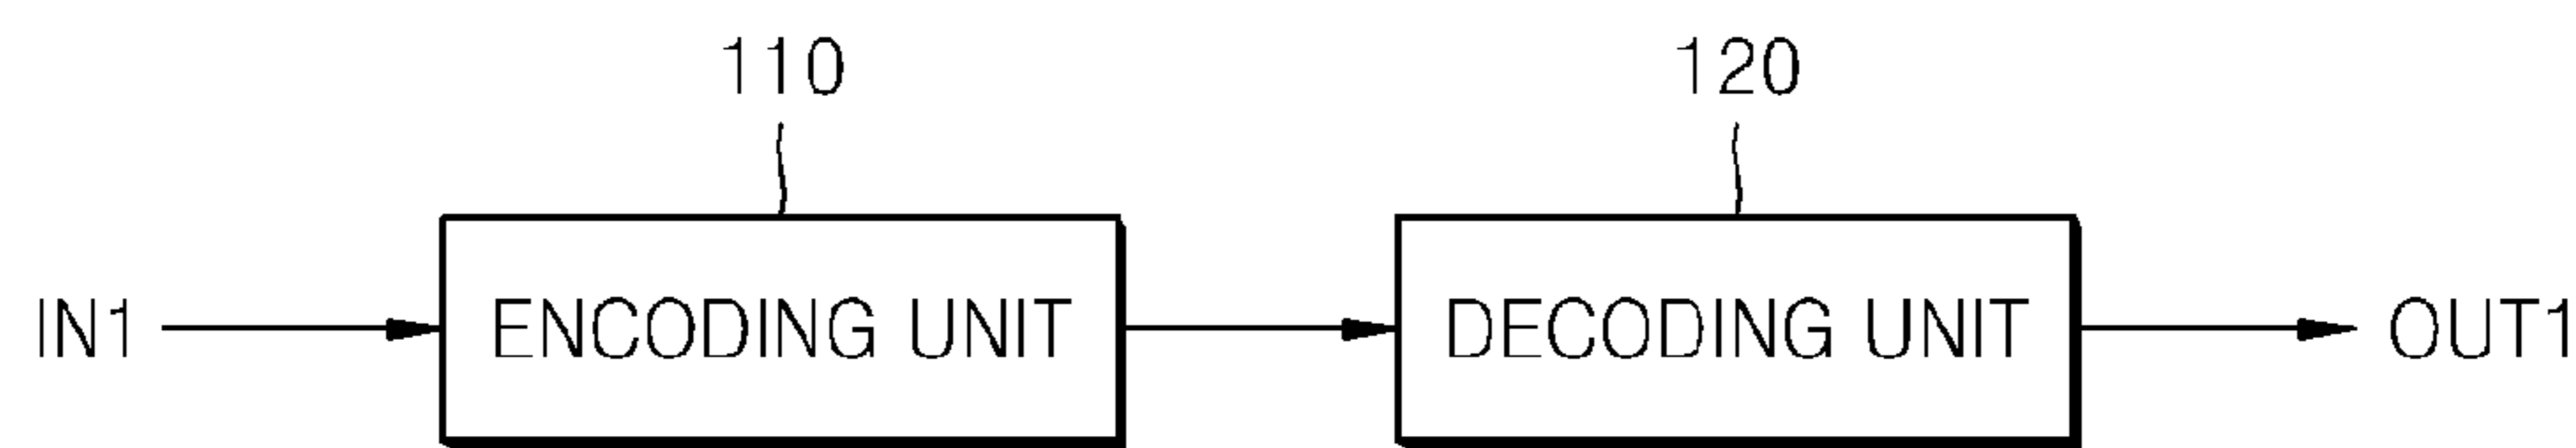 110 120
IN1 ENCODING UNIT DECODING UNIT OUT1